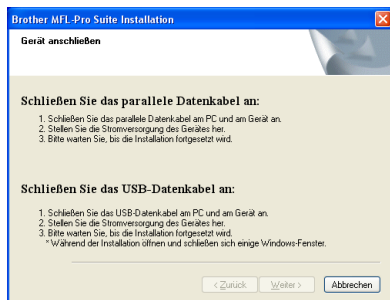 Brother MFL-Pro Suite Installation
Gerät anschließen
Schließen Sie das parallele Datenkabel an:
1. Schließen Sie das parallele Datenkabel am PC und am Gerät an.
2. Stellen Sie die Stromversorgung des Gerätes her.
3. Bitte warten Sie, bis die Installation fortgesetzt wird.
Schließen Sie das USB-Datenkabel an:
1. Schließen Sie das USB-Datenkabel am PC und am Gerät an.
2. Stellen Sie die Stromversorgung des Gerätes her.
3. Bitte warten Sie, bis die Installation fortgesetzt wird.
* Während der Installation öffnen und schließen sich einige Windows-Fenster.
< Zurück Weiter > Abbrechen